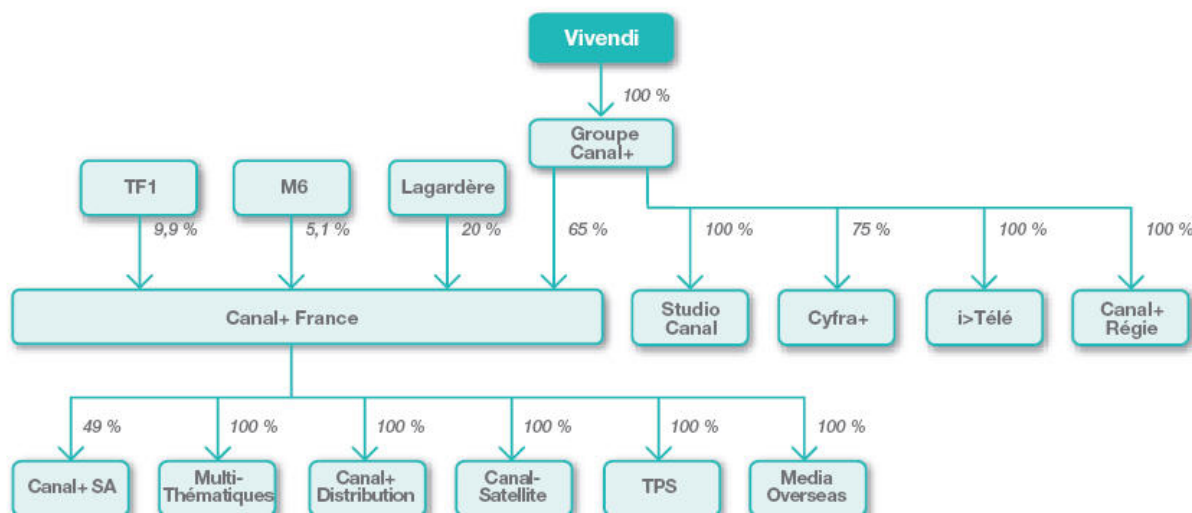 Vivendi
100 %
Groupe
Canal+
TF1
M6
Lagardère
9,9 %
5,1 %
20 %
65 %
100 %
75 %
100 %
100 %
Canal+ France
Studio
Canal
Cyfra+
i>Télé
Canal+
Régie
49 %
100 %
100 %
100 %
100 %
100 %
Canal+ SA
Multi-
Thématiques
Canal+
Distribution
Canal-
Satellite
TPS
Media
Overseas